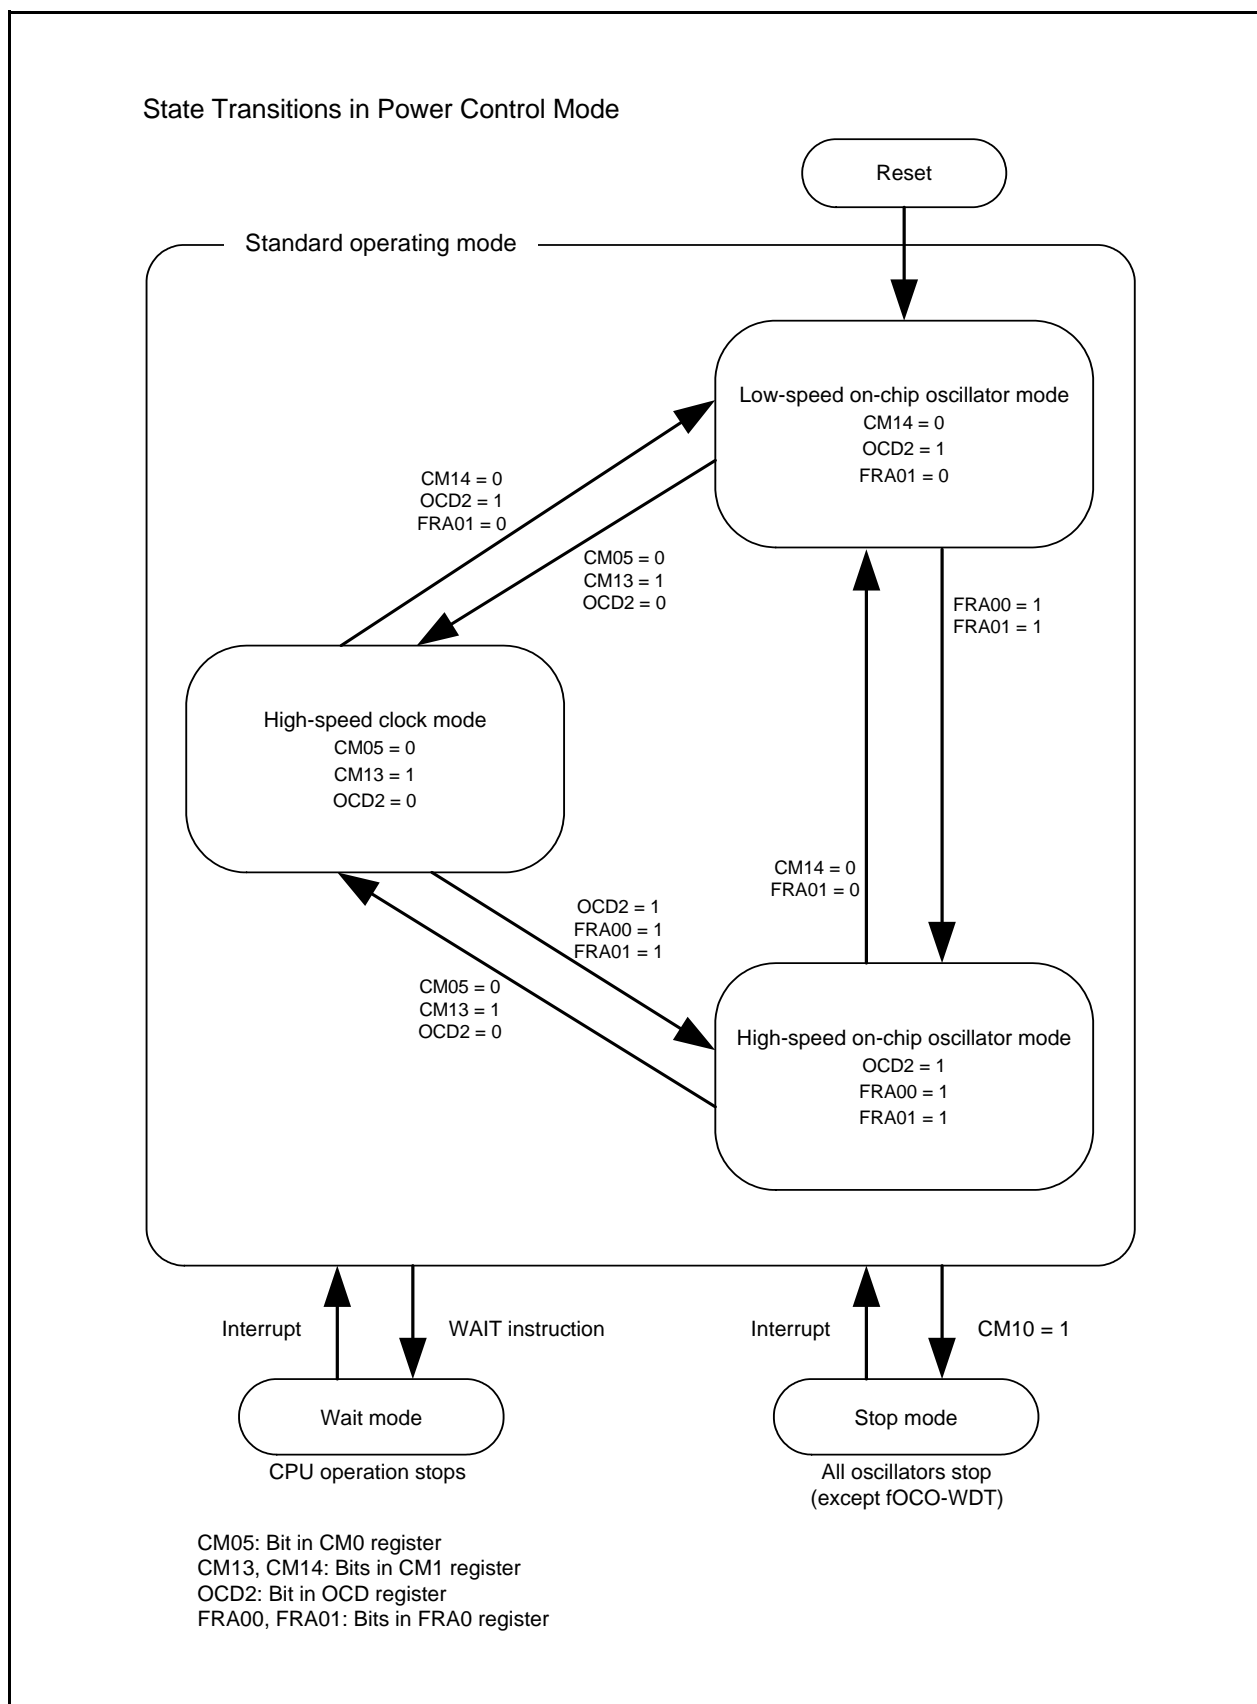 State Transitions in Power Control Mode
Reset
Standard operating mode
Low-speed on-chip oscillator mode
CM14 = 0
OCD2 = 1
FRA01 = 0
CM14 = 0
OCD2 = 1
FRA01 = 0
CM05 = 0
CM13 = 1
OCD2 = 0
FRA00 = 1
FRA01 = 1
High-speed clock mode
CM05 = 0
CM13 = 1
OCD2 = 0
CM14 = 0
FRA01 = 0
OCD2 = 1
FRA00 = 1
FRA01 = 1
CM05 = 0
CM13 = 1
OCD2 = 0
High-speed on-chip oscillator mode
OCD2 = 1
FRA00 = 1
FRA01 = 1
Interrupt
WAIT instruction
Interrupt
CM10 = 1
Wait mode
Stop mode
CPU operation stops
All oscillators stop
(except fOCO-WDT)
CM05: Bit in CM0 register
CM13, CM14: Bits in CM1 register
OCD2: Bit in OCD register
FRA00, FRA01: Bits in FRA0 register